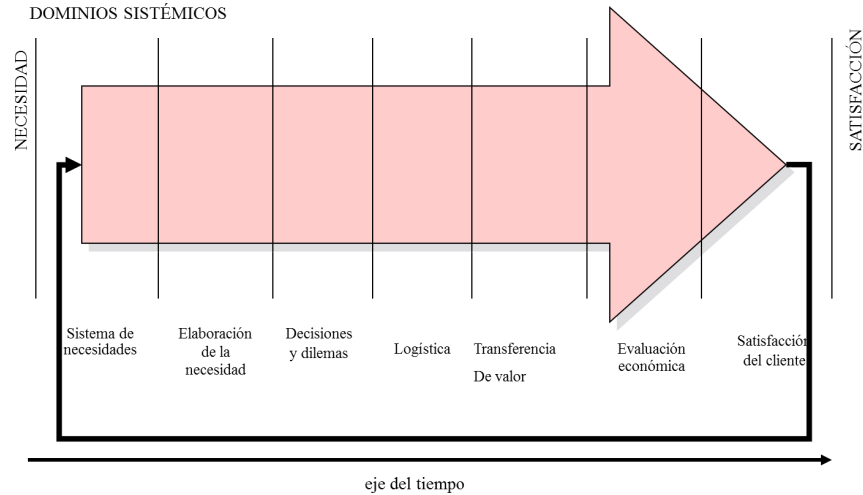 DOMINIOS SISTÉMICOS
NECESIDAD
SATISFACCIÓN
Sistema de
necesidades
Elaboración
de la
necesidad
Decisiones
y dilemas
Logística
Transferencia
De valor
Evaluación
económica
Satisfacción
del cliente
eje del tiempo